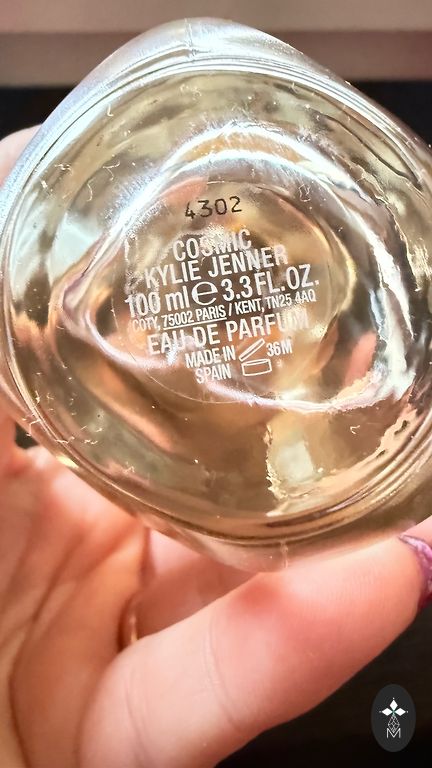 4302
COSMIC
KYLIE JENNER
100 ml ℮ 3.3 FL.OZ.
COTY, 75002 PARIS / KENT, TN25 4AQ
EAU DE PARFUM
MADE IN
SPAIN
36M
M